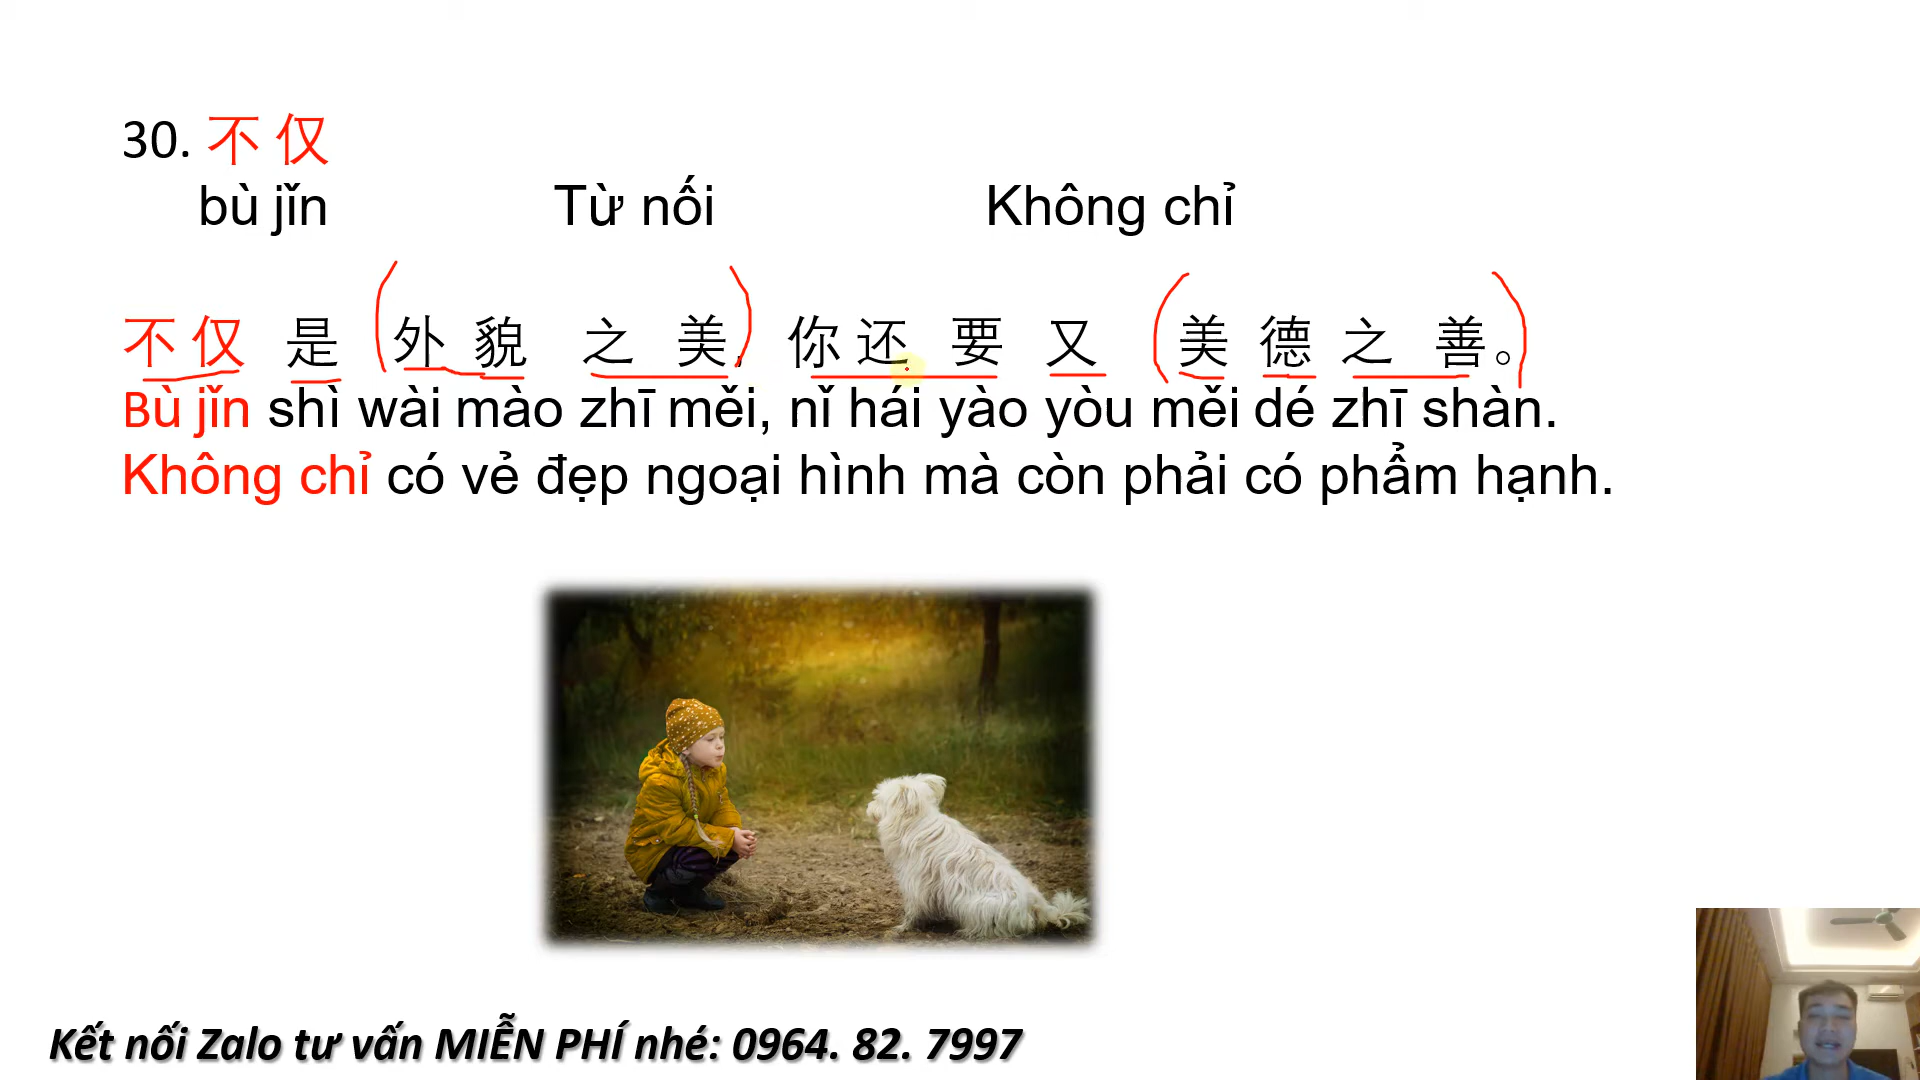 30. 不仅
bù jǐn Từ nối Không chỉ
不仅 是 外貌 之 美, 你还 要 又 美德之 善。
Bù jǐn shì wài mào zhī měi, nǐ hái yào yòu měi dé zhī shàn.
Không chỉ có vẻ đẹp ngoại hình mà còn phải có phẩm hạnh.
Kết nối Zalo tư vấn MIỄN PHÍ nhé: 0964. 82. 7997